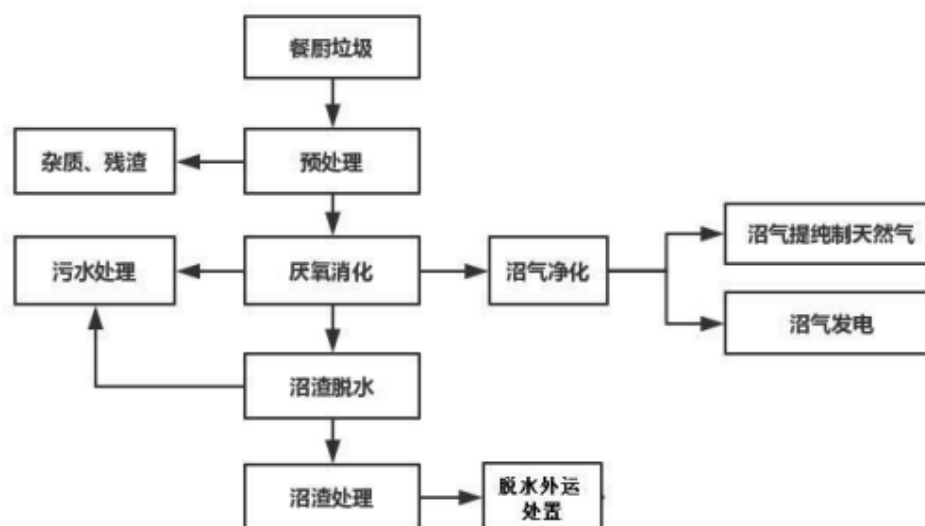 餐厨垃圾
杂质、残渣
预处理
沼气提纯制天然气
污水处理
厌氧消化
沼气净化
沼气发电
沼渣脱水
沼渣处理
脱水外运
处置